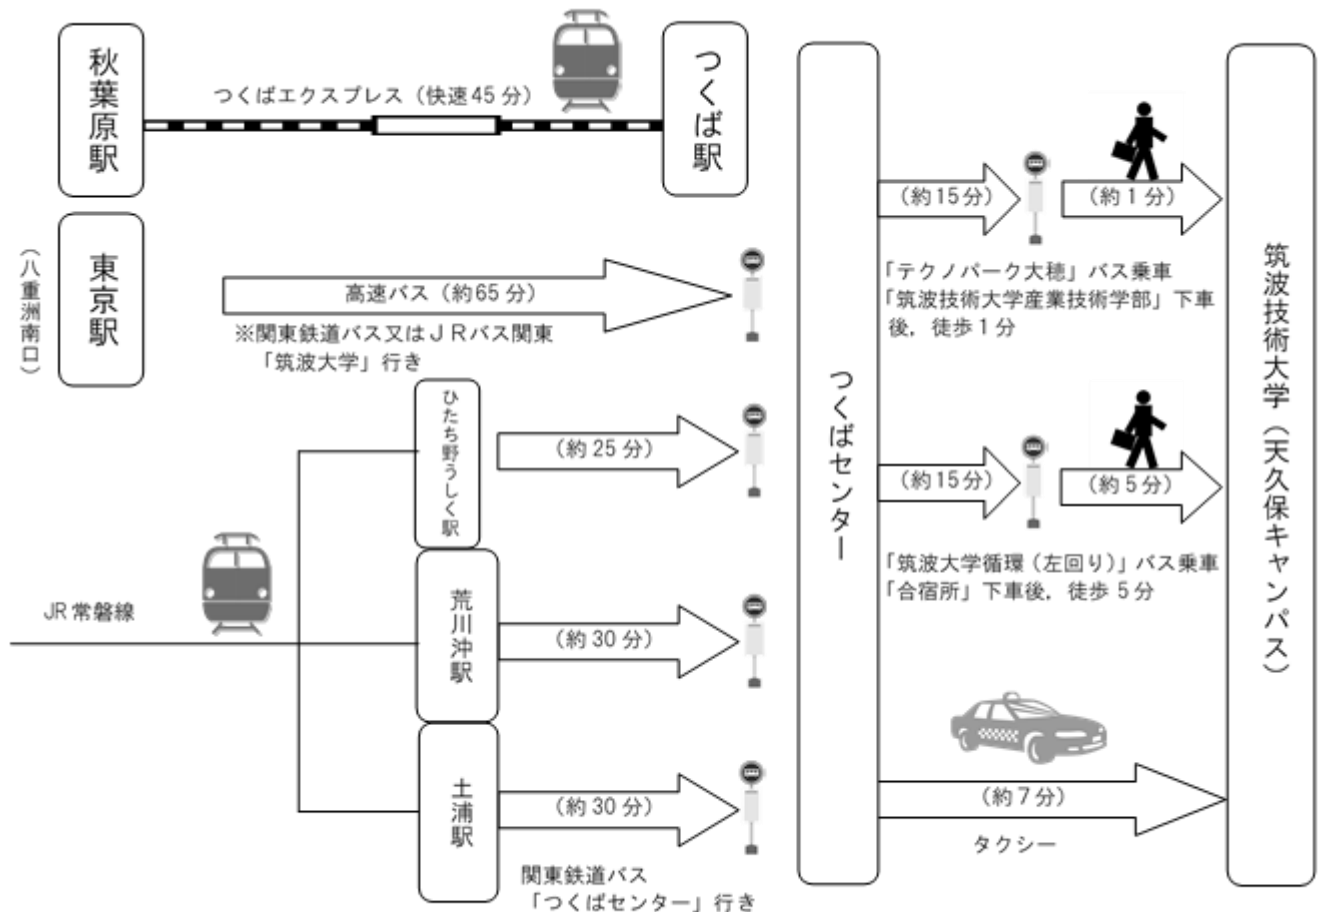 秋葉原駅
つくばエクスプレス（快速45分）
つくば駅
東京駅
（八重洲南口）
高速バス（約65分）
※関東鉄道バス又はＪＲバス関東
「筑波大学」行き
JR常磐線
ひたち野うしく駅
（約25分）
荒川沖駅
（約30分）
土浦駅
（約30分）
関東鉄道バス
「つくばセンター」行き
つくばセンター
（約15分）
（約1分）
「テクノパーク大穂」バス乗車
「筑波技術大学産業技術学部」下車
後，徒歩1分
（約15分）
（約5分）
「筑波大学循環（左回り）」バス乗車
「合宿所」下車後，徒歩5分
（約7分）
タクシー
筑波技術大学（天久保キャンパス）